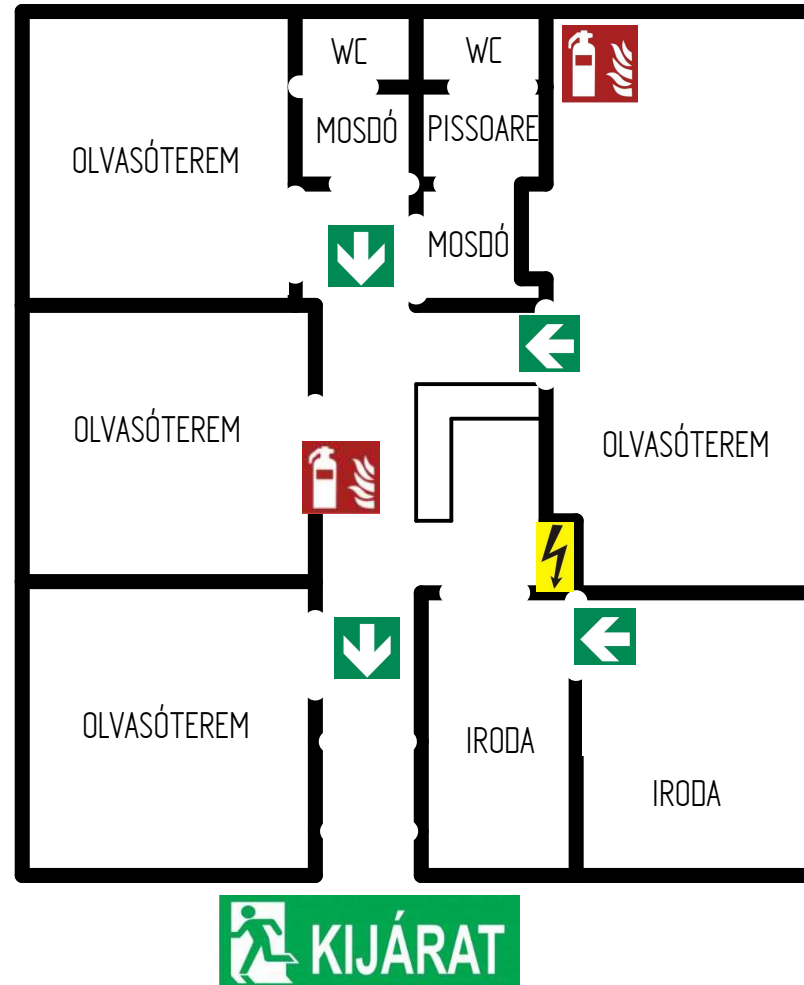 WC
WC
MOSDÓ
PISSOARE
OLVASÓTEREM
MOSDÓ
OLVASÓTEREM
OLVASÓTEREM
OLVASÓTEREM
IRODA
IRODA
KIJÁRAT